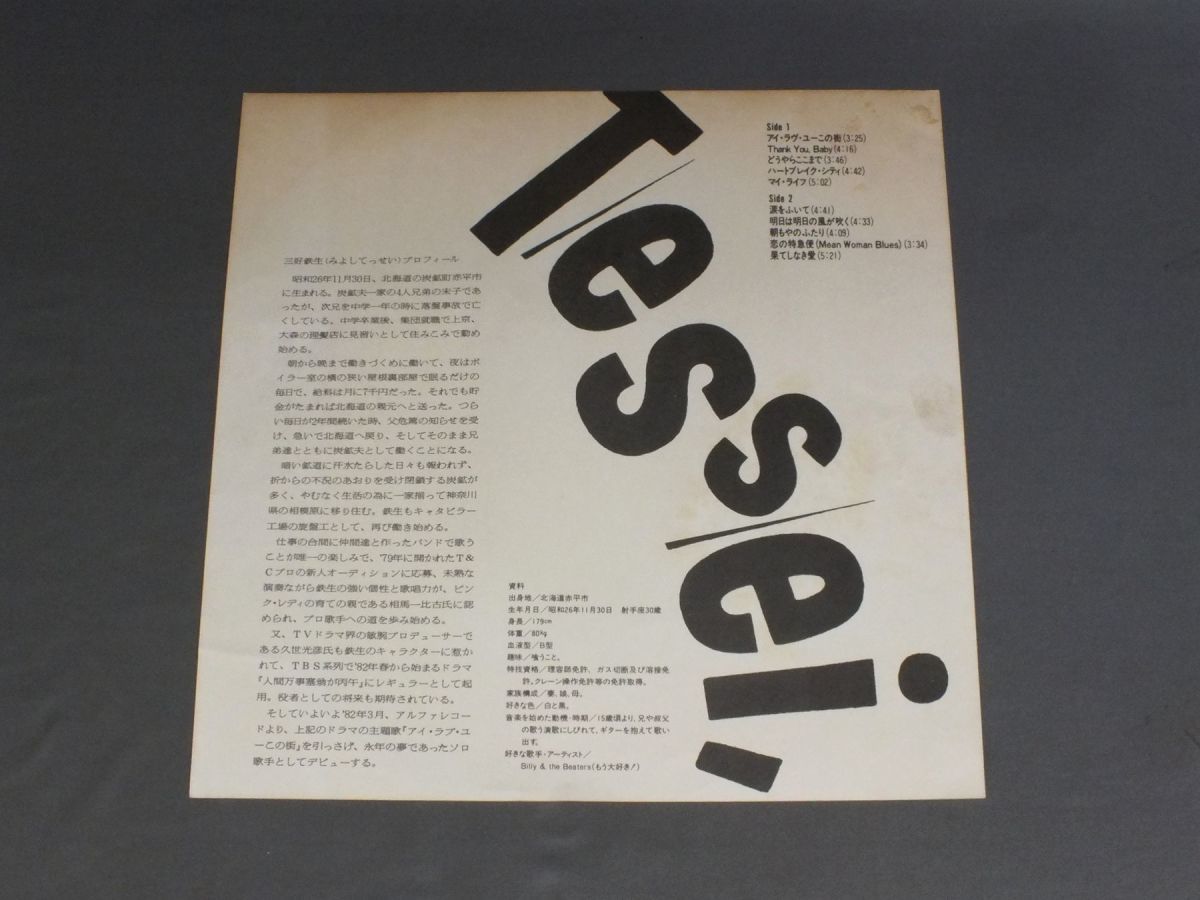 Tessei,
Side 1
アイ・ラヴ・ユーこの街(3:25)
Thank You, Baby(4:16)
どうやらここまで(3:46)
ハートブレイク・シティ(4:42)
マイ・ライフ(5:02)
Side 2
涙をふいて(4:41)
明日は明日の風が吹く(4:33)
朝もやのふたり(4:09)
恋の特急便(Mean Woman Blues)(3:34)
果てしなき愛(5:21)
三好鉄生(みよしてっせい)プロフィール
昭和26年11月30日、北海道の炭鉱町赤平市
に生まれる。炭鉱夫一家の4人兄弟の末子であ
ったが、次兄を中学一年の時に落盤事故で亡
くしている。中学卒業後、集団就職で上京、
大森の理髪店に見習いとして住みこみで勤め
始める。
朝から晩まで働きづくめに働いて、夜はボ
イラー室の横の狭い屋根裏部屋で眠るだけの
毎日で、給料は月に7千円だった。それでも貯
金がたまれば北海道の親元へと送った。つら
い毎日が2年間続いた時、父危篤の知らせを受
け、急いで北海道へ戻り、そしてそのまま兄
弟達とともに炭鉱夫として働くことになる。
暗い鉱道に汗水たらした日々も報われず、
折からの不況のあおりを受け閉鎖する炭鉱が
多く、やむなく生活の為に一家揃って神奈川
県の相模原に移り住む。鉄生もキャタピラー
工場の旋盤工として、再び働き始める。
仕事の合間に仲間達と作ったバンドで歌う
ことが唯一の楽しみで、'79年に開かれたT&
Cプロの新人オーディションに応募、未熟な
演奏ながら鉄生の強い個性と歌唱力が、ピン
ク・レディの育ての親である相馬一比古氏に認
められ、プロ歌手への道を歩み始める。
又、TVドラマ界の敏腕プロデューサーで
ある久世光彦氏も鉄生のキャラクターに惹か
れて、TBS系列で'82年春から始まるドラマ
『人間万事塞翁が丙午』にレギュラーとして起
用。役者としての将来も期待されている。
そしていよいよ'82年3月、アルファレコー
ドより、上記のドラマの主題歌『アイ・ラブ・ユ
ーこの街』を引っさげ、永年の夢であったソロ
歌手としてデビューする。
資料
出身地／北海道赤平市
生年月日／昭和26年11月30日 射手座30歳
身長／179cm
体重／80kg
血液型／B型
趣味／喰うこと。
特技資格／理容師免許、ガス切断及び溶接免
許。クレーン操作免許等の免許取得。
家族構成／妻、娘、母。
好きな色／白と黒。
音楽を始めた動機・時期／15歳頃より、兄や叔父
の歌う演歌にしびれて、ギターを抱えて歌い
出す。
好きな歌手・アーティスト／
Billy & the Beaters(もう大好き!)